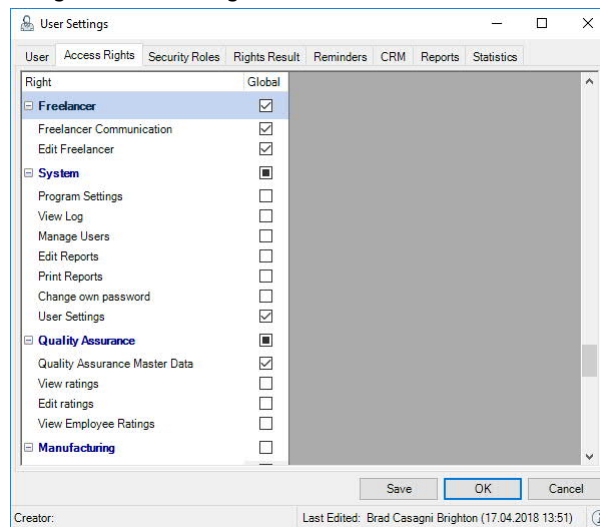 User Settings
User Access Rights Security Roles Rights Result Reminders CRM Reports Statistics
Right Global
Freelancer
Freelancer Communication
Edit Freelancer
System
Program Settings
View Log
Manage Users
Edit Reports
Print Reports
Change own password
User Settings
Quality Assurance
Quality Assurance Master Data
View ratings
Edit ratings
View Employee Ratings
Manufacturing
Save OK Cancel
Creator: Last Edited: Brad Casagni Brighton (17.04.2018 13:51)